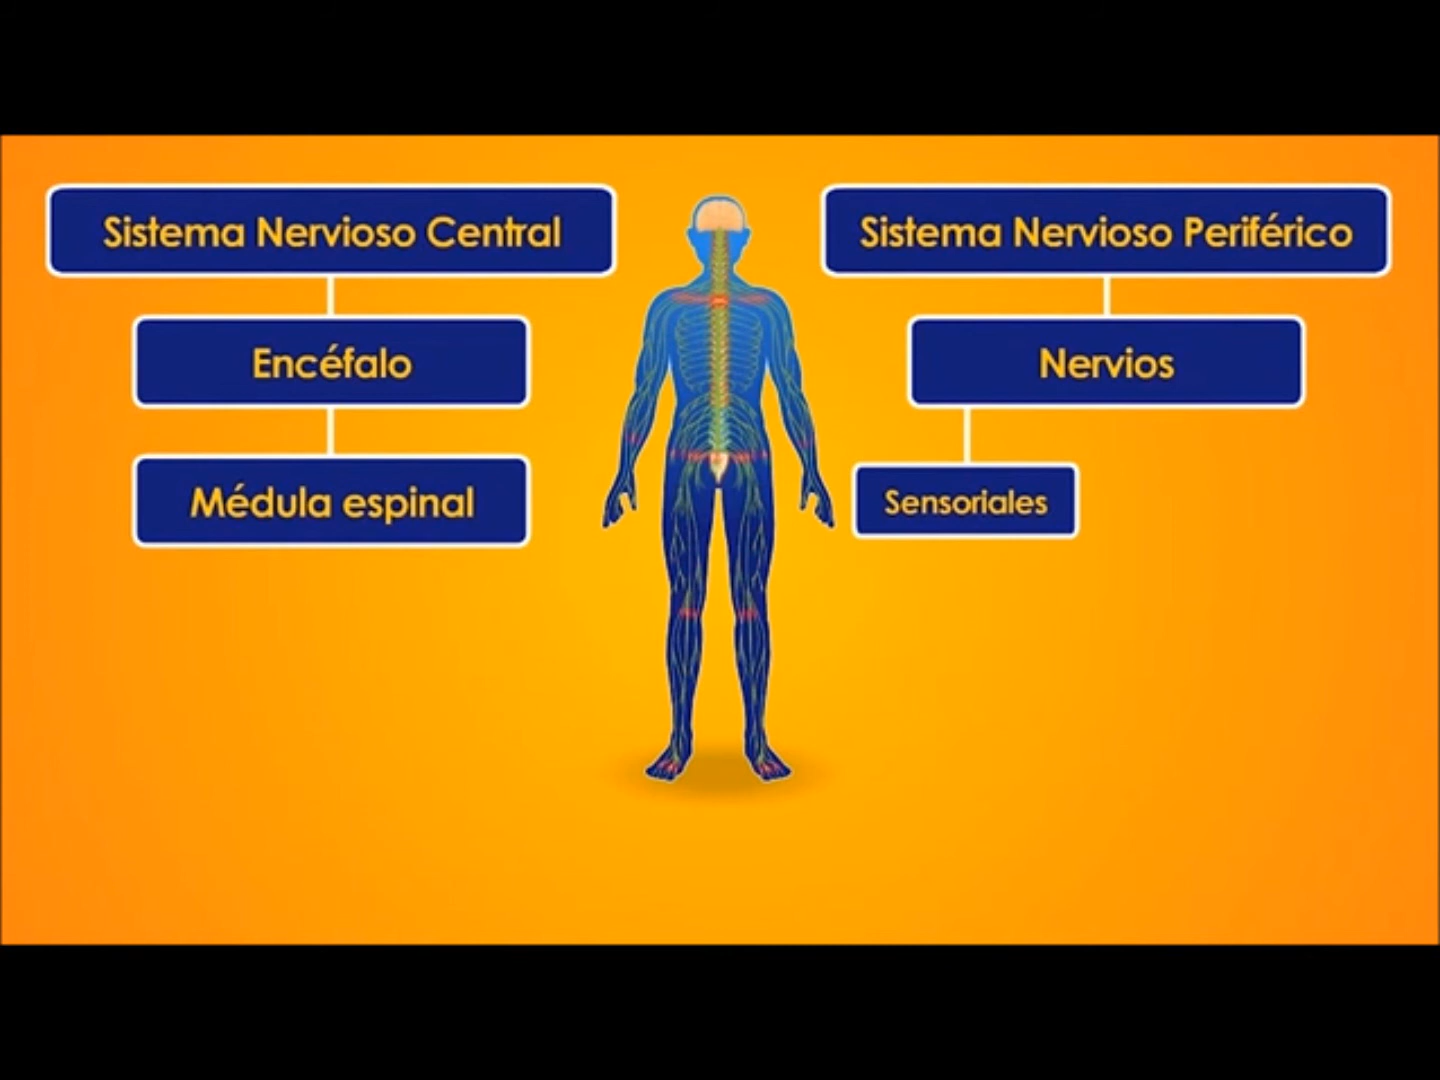 Sistema Nervioso Central
Encéfalo
Médula espinal
Sistema Nervioso Periférico
Nervios
Sensoriales